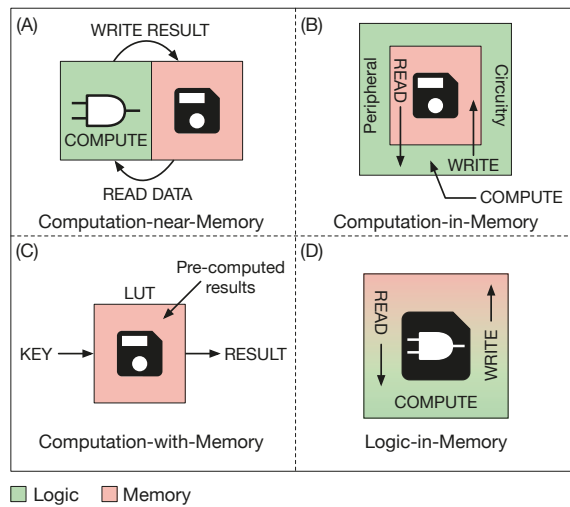 (A)
WRITE RESULT
COMPUTE
READ DATA
Computation-near-Memory
(B)
Peripheral
READ
Circuitry
WRITE
COMPUTE
Computation-in-Memory
(C)
Pre-computed
results
LUT
KEY
RESULT
Computation-with-Memory
(D)
READ
WRITE
COMPUTE
Logic-in-Memory
Logic
Memory